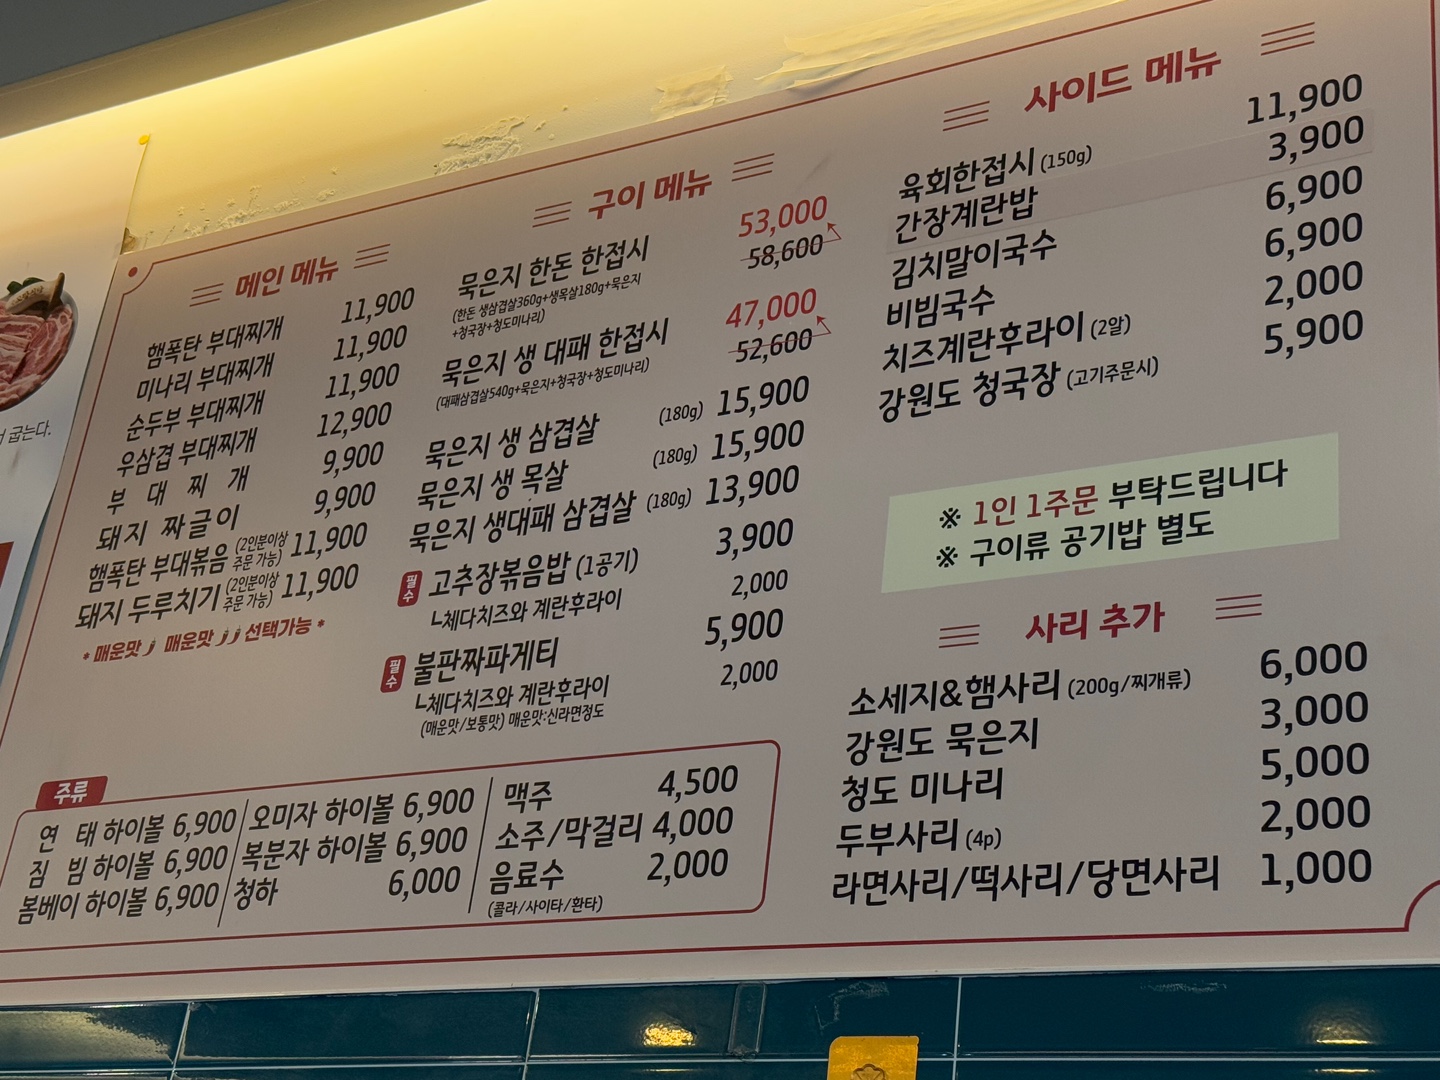 굽는다.
메인 메뉴
햄폭탄 부대찌개 11,900
미나리 부대찌개 11,900
순두부 부대찌개 11,900
우삼겹 부대찌개 12,900
부 대 찌 개 9,900
돼지 짜글이 9,900
햄폭탄 부대볶음 (2인분이상 주문 가능) 11,900
돼지 두루치기 (2인분이상 주문 가능) 11,900
* 매운맛 매운맛 선택가능 *
구이 메뉴
묵은지 한돈 한접시 53,000
58,600
(한돈 생삼겹살360g+생목살180g+묵은지
+청국장+청도미나리)
묵은지 생 대패 한접시 47,000
52,600
(대패삼겹살540g+묵은지+청국장+청도미나리)
묵은지 생 삼겹살 (180g) 15,900
묵은지 생 목살 (180g) 15,900
묵은지 생대패 삼겹살 (180g) 13,900
필수 고추장볶음밥 (1공기) 3,900
ㄴ체다치즈와 계란후라이 2,000
필수 불판짜파게티 5,900
ㄴ체다치즈와 계란후라이 2,000
(매운맛/보통맛) 매운맛:신라면정도
주류
연 태 하이볼 6,900
짐 빔 하이볼 6,900
봄베이 하이볼 6,900
오미자 하이볼 6,900
복분자 하이볼 6,900
청하 6,000
맥주 4,500
소주/막걸리 4,000
음료수 2,000
(콜라/사이타/환타)
사이드 메뉴
육회한접시 (150g) 11,900
간장계란밥 3,900
김치말이국수 6,900
비빔국수 6,900
치즈계란후라이 (2알) 2,000
강원도 청국장 (고기주문시) 5,900
※ 1인 1주문 부탁드립니다
※ 구이류 공기밥 별도
사리 추가
소세지&햄사리 (200g/찌개류) 6,000
강원도 묵은지 3,000
청도 미나리 5,000
두부사리 (4p) 2,000
라면사리/떡사리/당면사리 1,000